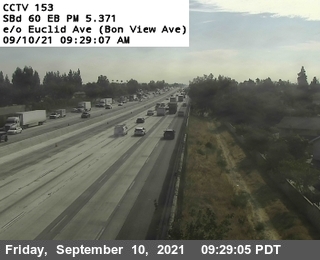 CCTV 153
SBd 60 EB PM 5.371
e/o Euclid Ave (Bon View Ave)
09/10/21 09:29:07 AM
Friday, September 10, 2021 09:29:05 PDT